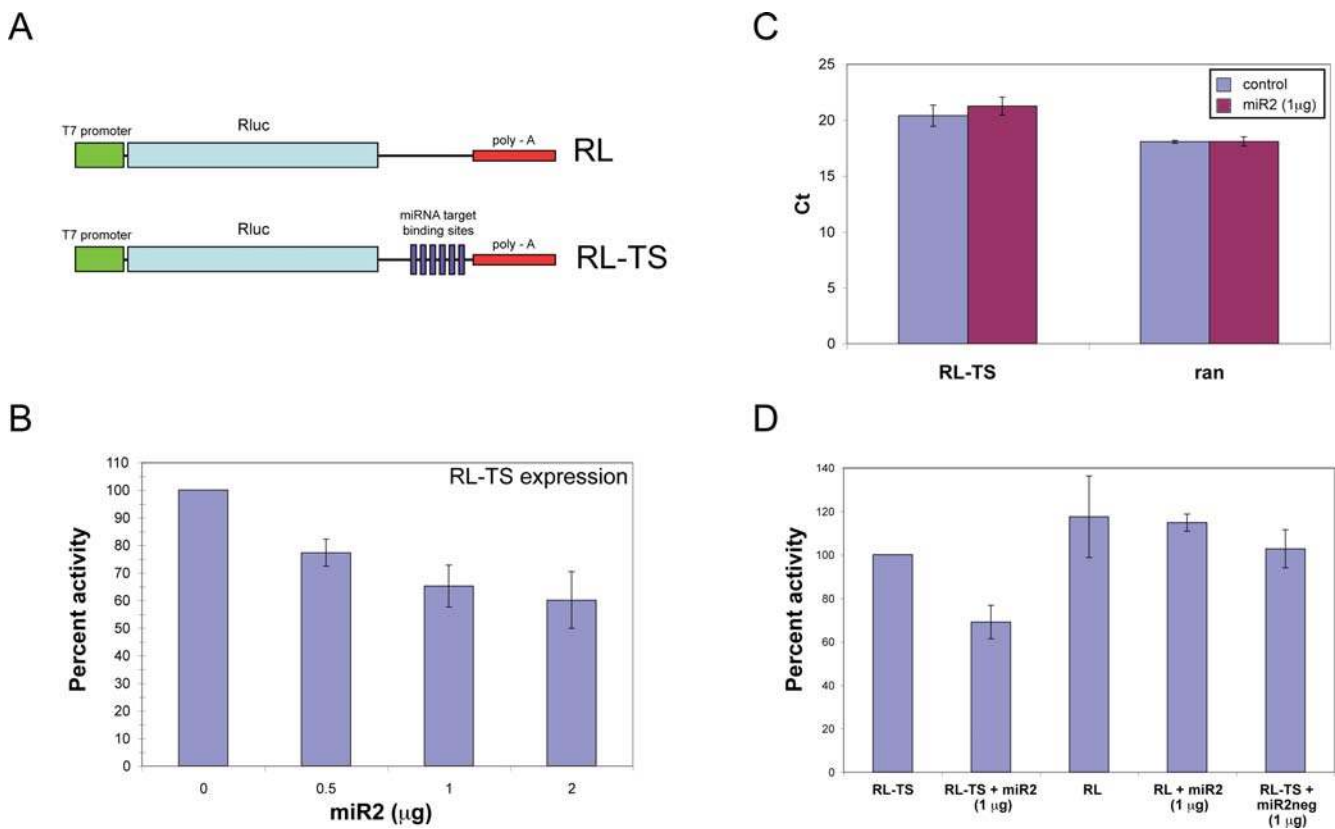 A
T7 promoter
Rluc
poly - A
RL
T7 promoter
Rluc
miRNA target
binding sites
poly - A
RL-TS
B
RL-TS expression
Percent activity
110
100
90
80
70
60
50
40
30
20
10
0
0
0.5
1
2
miR2 (µg)
C
control
miR2 (1µg)
Ct
25
20
15
10
5
0
RL-TS
ran
D
Percent activity
140
120
100
80
60
40
20
0
RL-TS
RL-TS + miR2
(1 µg)
RL
RL + miR2
(1 µg)
RL-TS +
miR2neg
(1 µg)